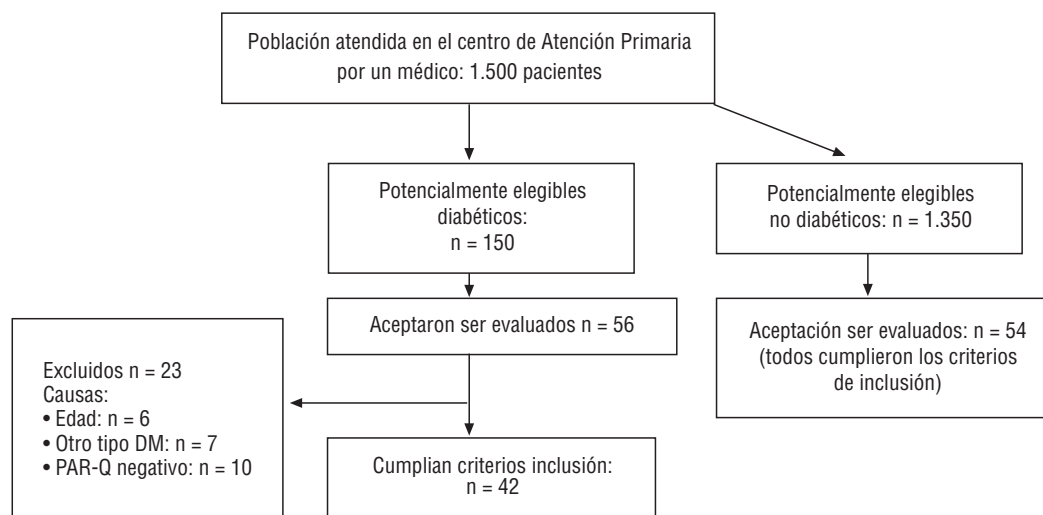 Población atendida en el centro de Atención Primaria
por un médico: 1.500 pacientes
Potencialmente elegibles
diabéticos:
n = 150
Potencialmente elegibles
no diabéticos: n = 1.350
Aceptaron ser evaluados n = 56
Aceptación ser evaluados: n = 54
(todos cumplieron los criterios
de inclusión)
Excluidos n = 23
Causas:
• Edad: n = 6
• Otro tipo DM: n = 7
• PAR-Q negativo: n = 10
Cumplian criterios inclusión:
n = 42